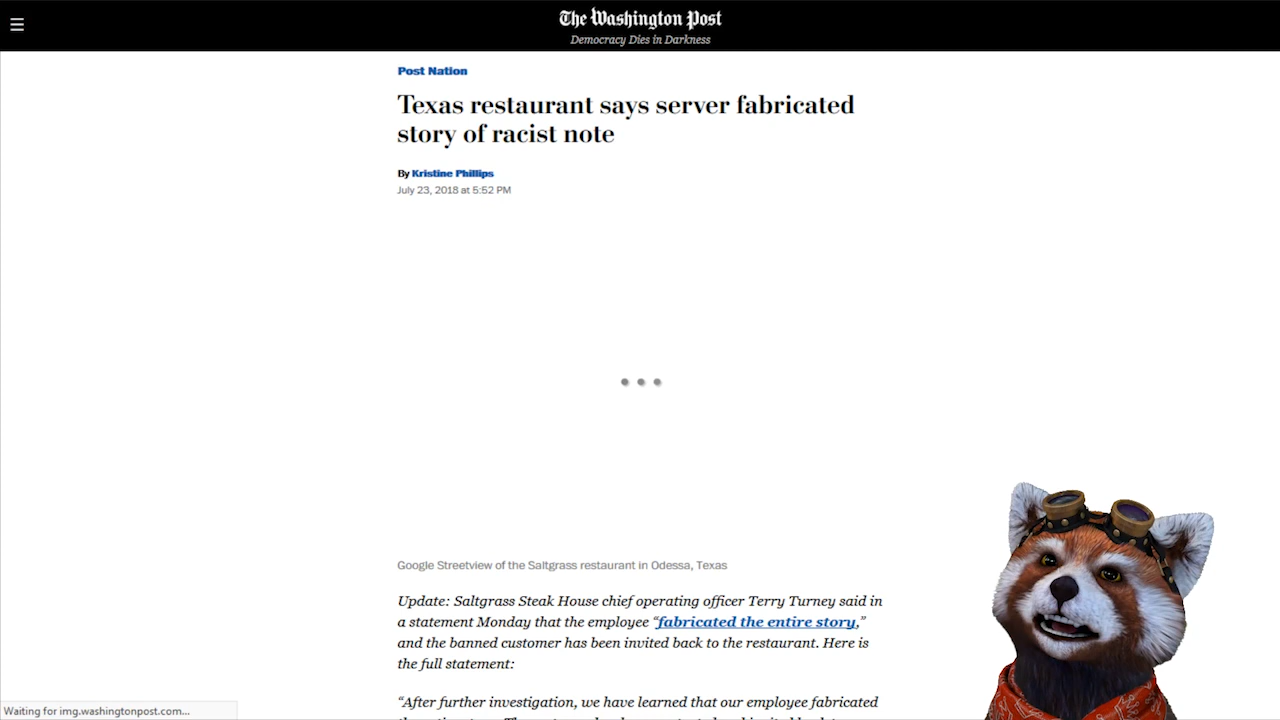 ☰
The Washington Post
Democracy Dies in Darkness
Post Nation
Texas restaurant says server fabricated
story of racist note
By Kristine Phillips
July 23, 2018 at 5:52 PM
Google Streetview of the Saltgrass restaurant in Odessa, Texas
Update: Saltgrass Steak House chief operating officer Terry Turney said in
a statement Monday that the employee “fabricated the entire story,”
and the banned customer has been invited back to the restaurant. Here is
the full statement:
“After further investigation, we have learned that our employee fabricated
Waiting for img.washingtonpost.com...